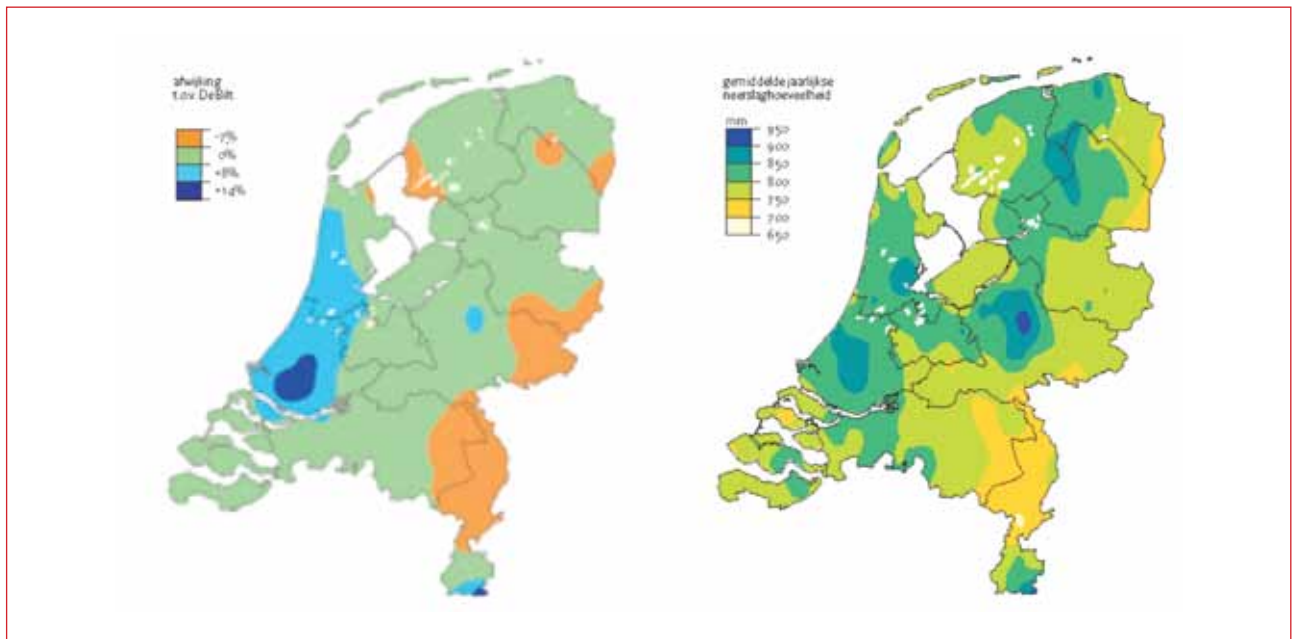 afwijking
t.o.v. De Bilt
-7%
0%
+8%
+14%
gemiddelde jaarlijkse
neerslaghoeveelheid
mm
950
900
850
800
750
700
650